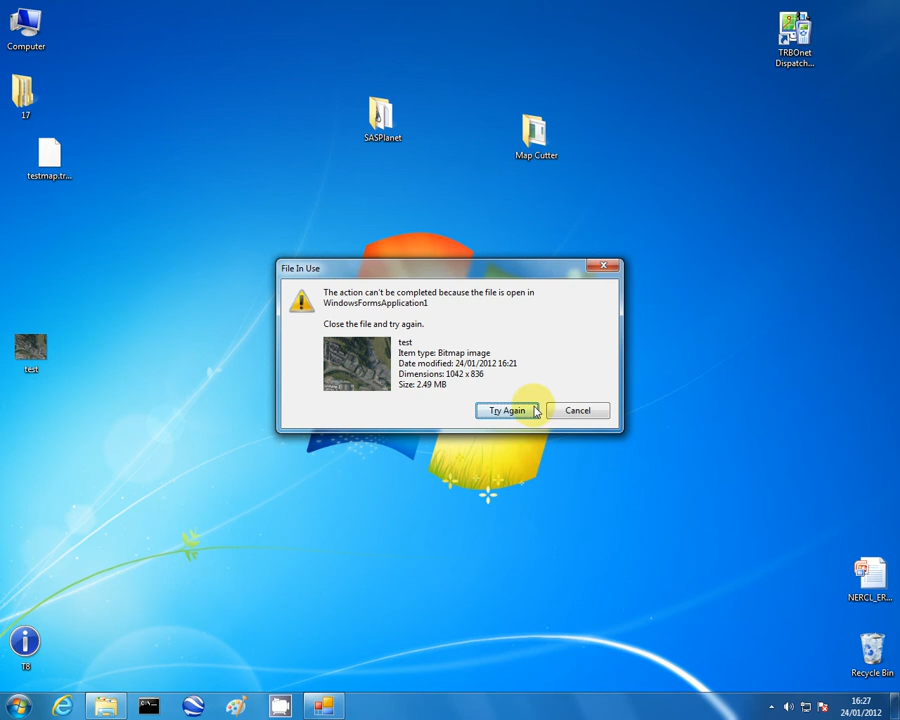 Computer
17
testmap.tr...
SASPlanet
Map Cutter
TRBOnet
Dispatch...
File In Use
The action can't be completed because the file is open in
WindowsFormsApplication1
Close the file and try again.
test
Item type: Bitmap image
Date modified: 24/01/2012 16:21
Dimensions: 1042 x 836
Size: 2.49 MB
Try Again
Cancel
test
NERCL_ER...
T8
Recycle Bin
16:27
24/01/2012